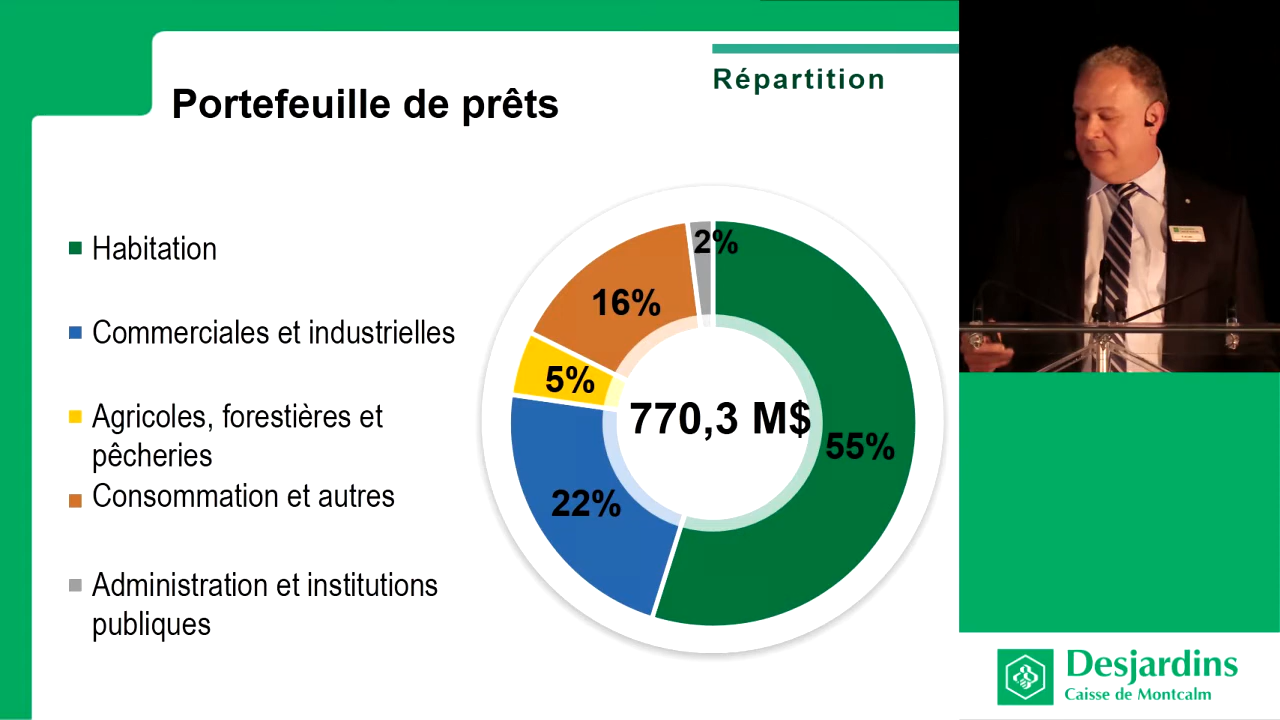 Répartition
Portefeuille de prêts
Habitation
Commerciales et industrielles
Agricoles, forestières et
pêcheries
Consommation et autres
Administration et institutions
publiques
2%
16%
5%
770,3 M$
55%
22%
Desjardins
Caisse de Montcalm